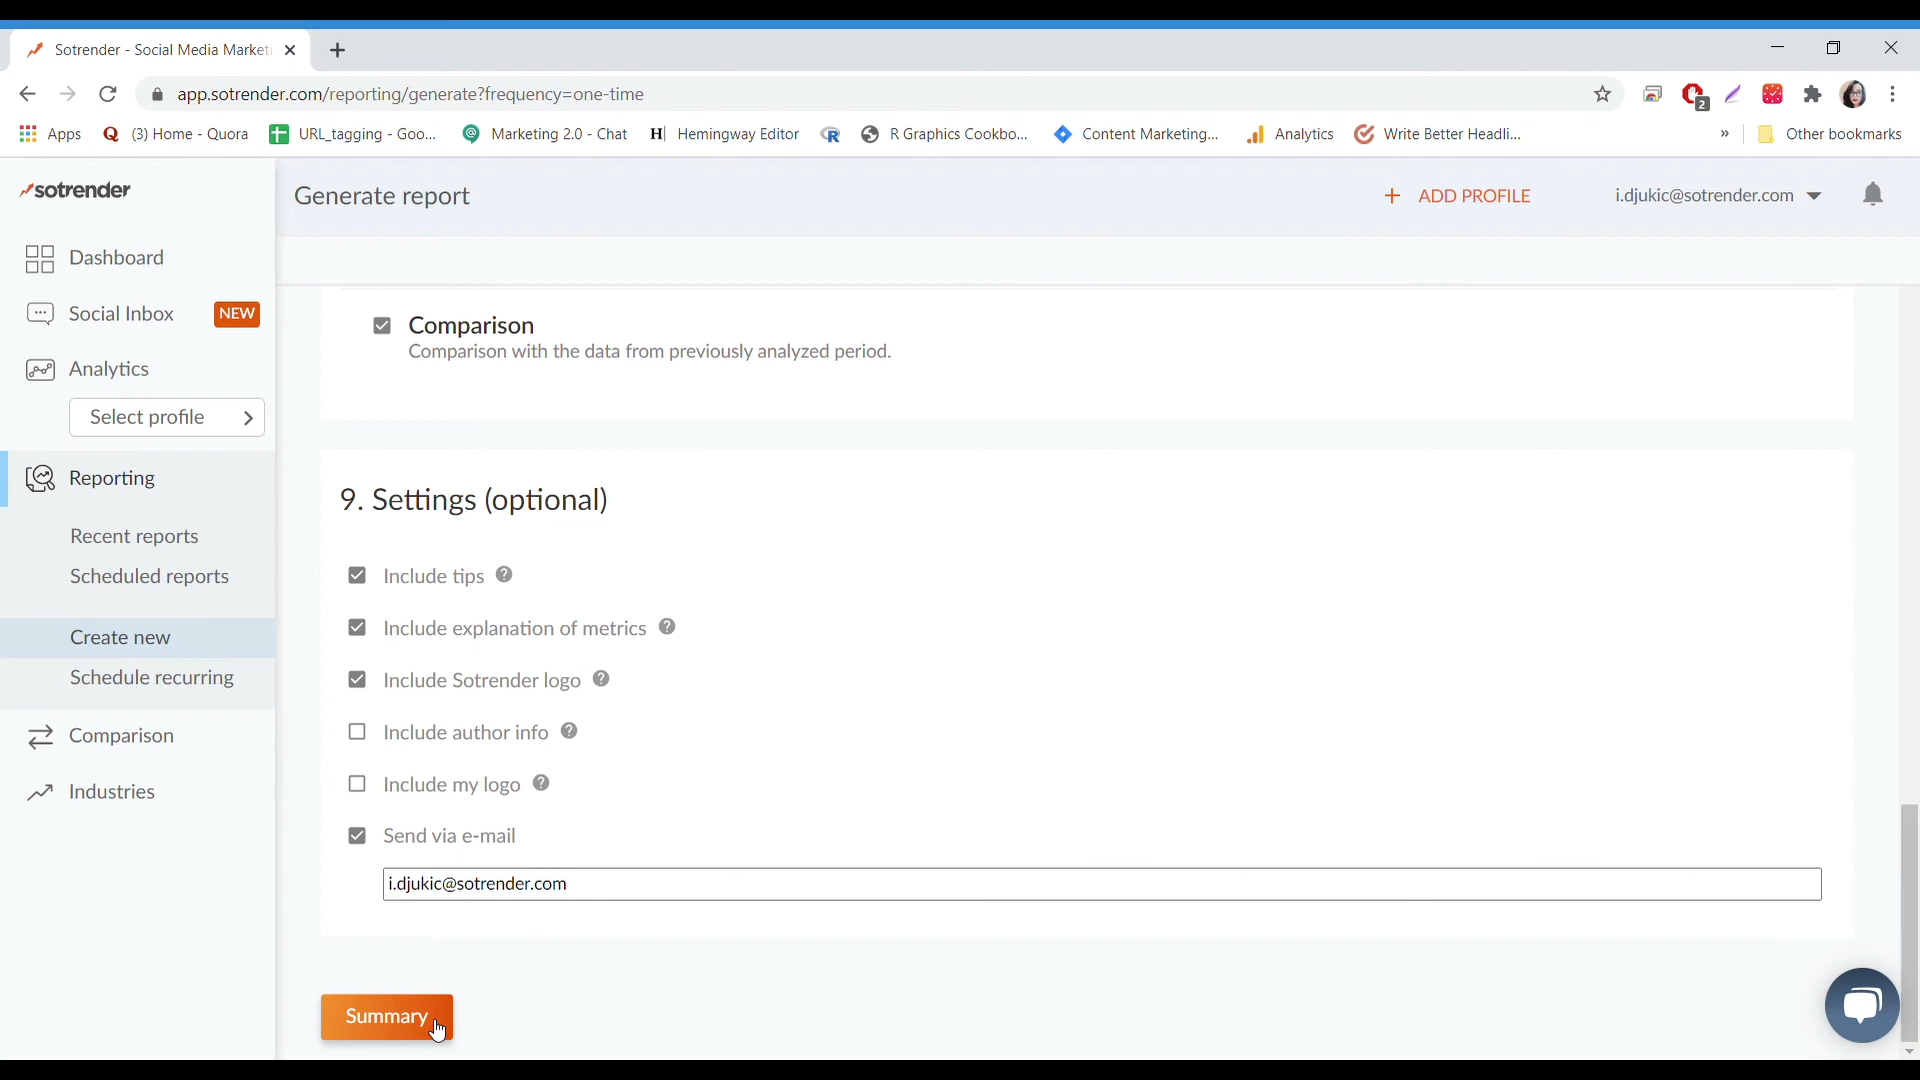 Sotrender - Social Media Marketi
app.sotrender.com/reporting/generate?frequency=one-time
2
Apps
(3) Home - Quora
URL_tagging - Goo...
Marketing 2.0 - Chat
Hemingway Editor
R Graphics Cookbo...
Content Marketing...
Analytics
Write Better Headli...
»
Other bookmarks
sotrender
Generate report
+ ADD PROFILE
i.djukic@sotrender.com
Dashboard
Social Inbox
NEW
Analytics
Select profile
Reporting
Recent reports
Scheduled reports
Create new
Schedule recurring
Comparison
Industries
Comparison
Comparison with the data from previously analyzed period.
9. Settings (optional)
Include tips ?
Include explanation of metrics ?
Include Sotrender logo ?
Include author info ?
Include my logo ?
Send via e-mail
i.djukic@sotrender.com
Summary